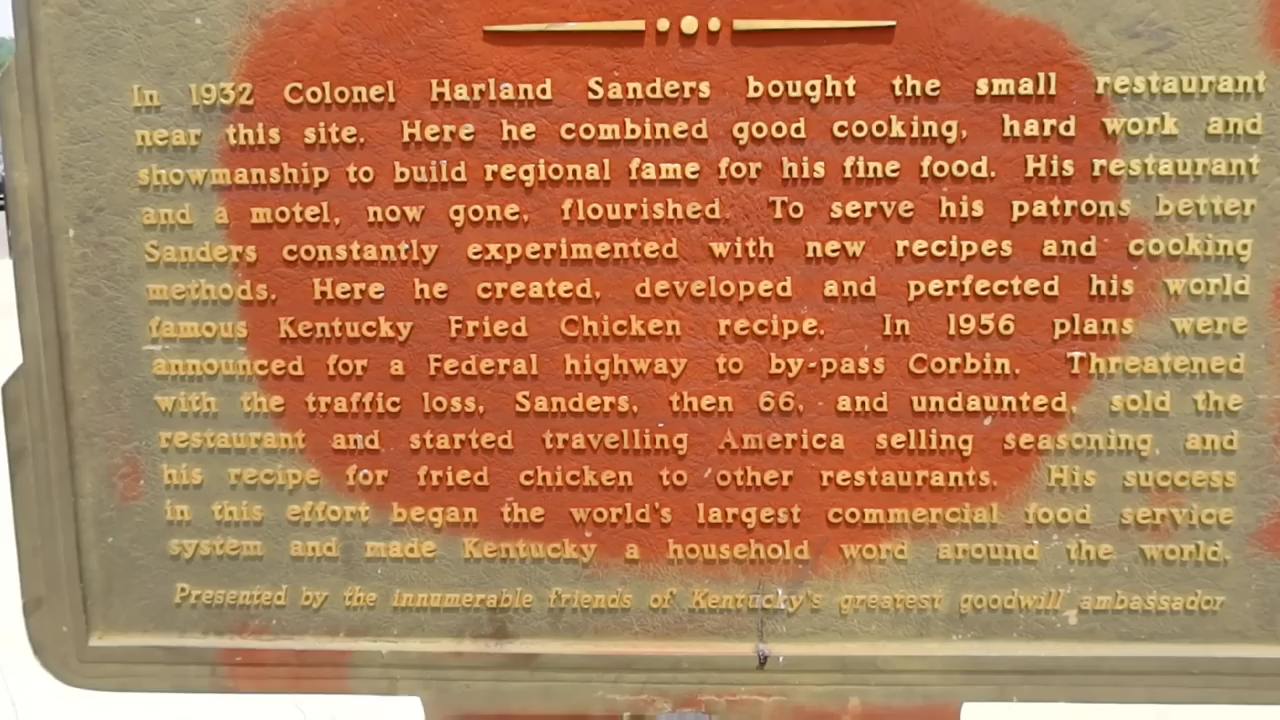 In 1932 Colonel Harland Sanders bought the small restaurant
near this site. Here he combined good cooking, hard work and
showmanship to build regional fame for his fine food. His restaurant
and a motel, now gone, flourished. To serve his patrons better
Sanders constantly experimented with new recipes and cooking
methods. Here he created, developed and perfected his world
famous Kentucky Fried Chicken recipe. In 1956 plans were
announced for a Federal highway to by-pass Corbin. Threatened
with the traffic loss, Sanders, then 66, and undaunted, sold the
restaurant and started travelling America selling seasoning and
his recipe for fried chicken to other restaurants. His success
in this effort began the world's largest commercial food service
system and made Kentucky a household word around the world.
Presented by the innumerable friends of Kentucky's greatest goodwill ambassador